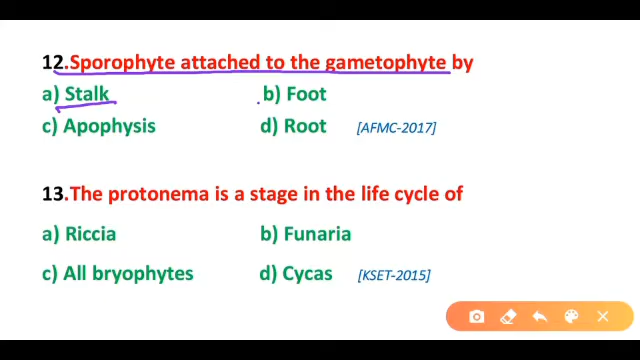 12.Sporophyte attached to the gametophyte by
a) Stalk b) Foot
c) Apophysis d) Root [AFMC-2017]
13.The protonema is a stage in the life cycle of
a) Riccia b) Funaria
c) All bryophytes d) Cycas [KSET-2015]